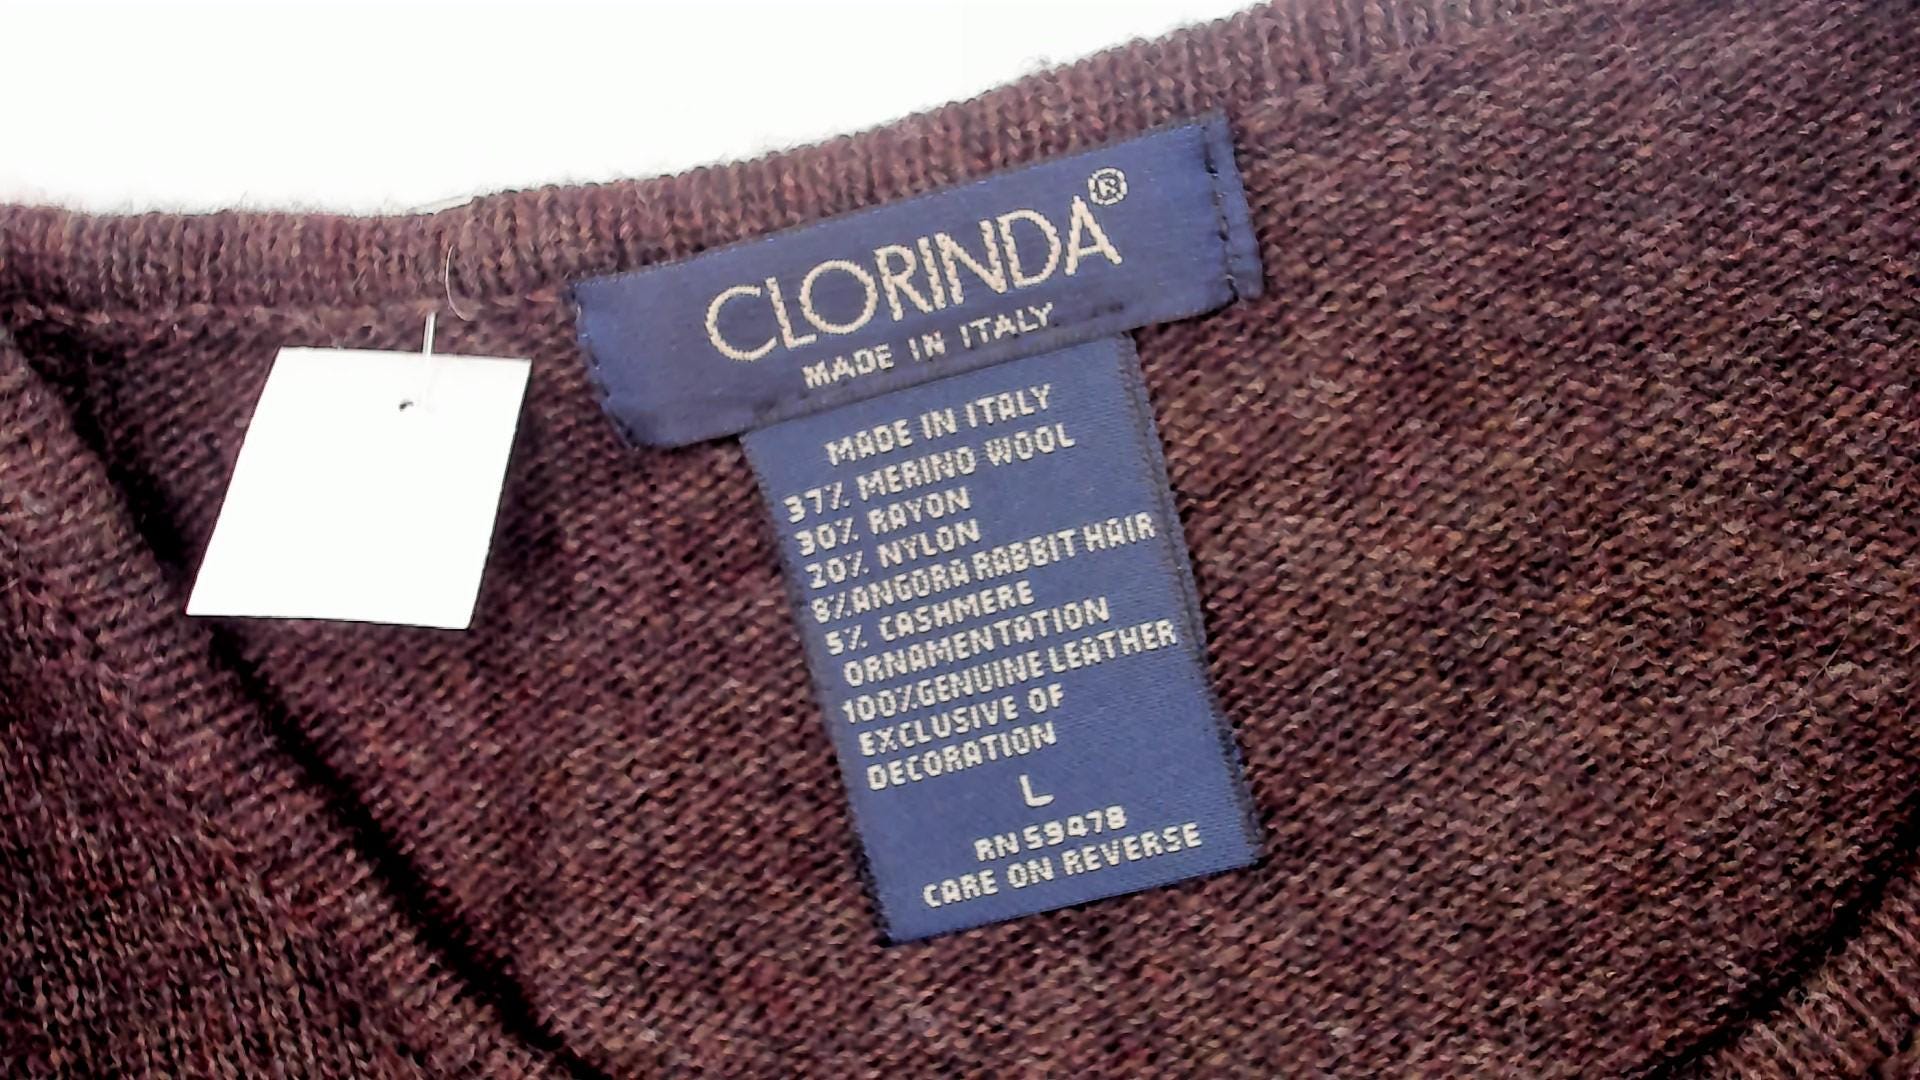 CLORINDA®
MADE IN ITALY
MADE IN ITALY
37% MERINO WOOL
30% RAYON
20% NYLON
8% ANGORA RABBIT HAIR
5% CASHMERE
ORNAMENTATION
100% GENUINE LEATHER
EXCLUSIVE OF
DECORATION
L
RN 59478
CARE ON REVERSE